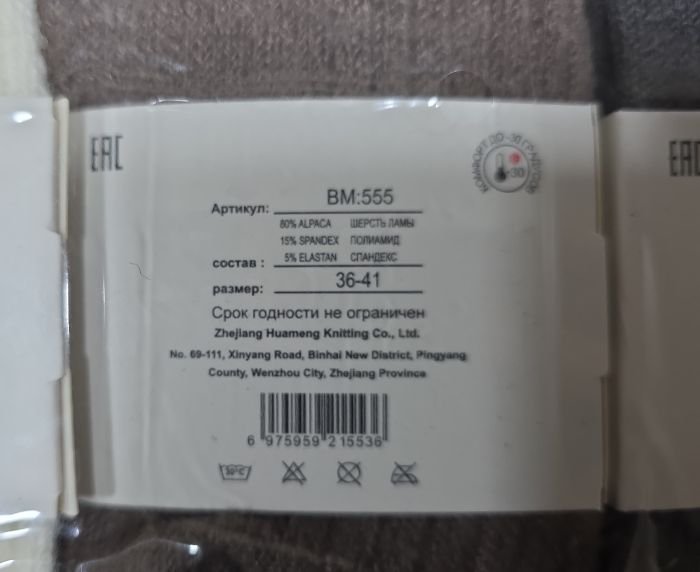 EAC
КОМФОРТ ДО -30 ГРАДУСОВ
-30
Артикул: BM:555
80% ALPACA ШЕРСТЬ ЛАМЫ
15% SPANDEX ПОЛИАМИД
состав : 5% ELASTAN СПАНДЕКС
размер: 36-41
Срок годности не ограничен
Zhejiang Huameng Knitting Co., Ltd.
No. 69-111, Xinyang Road, Binhai New District, Pingyang
County, Wenzhou City, Zhejiang Province
6 975959 215536
30°C
EAC